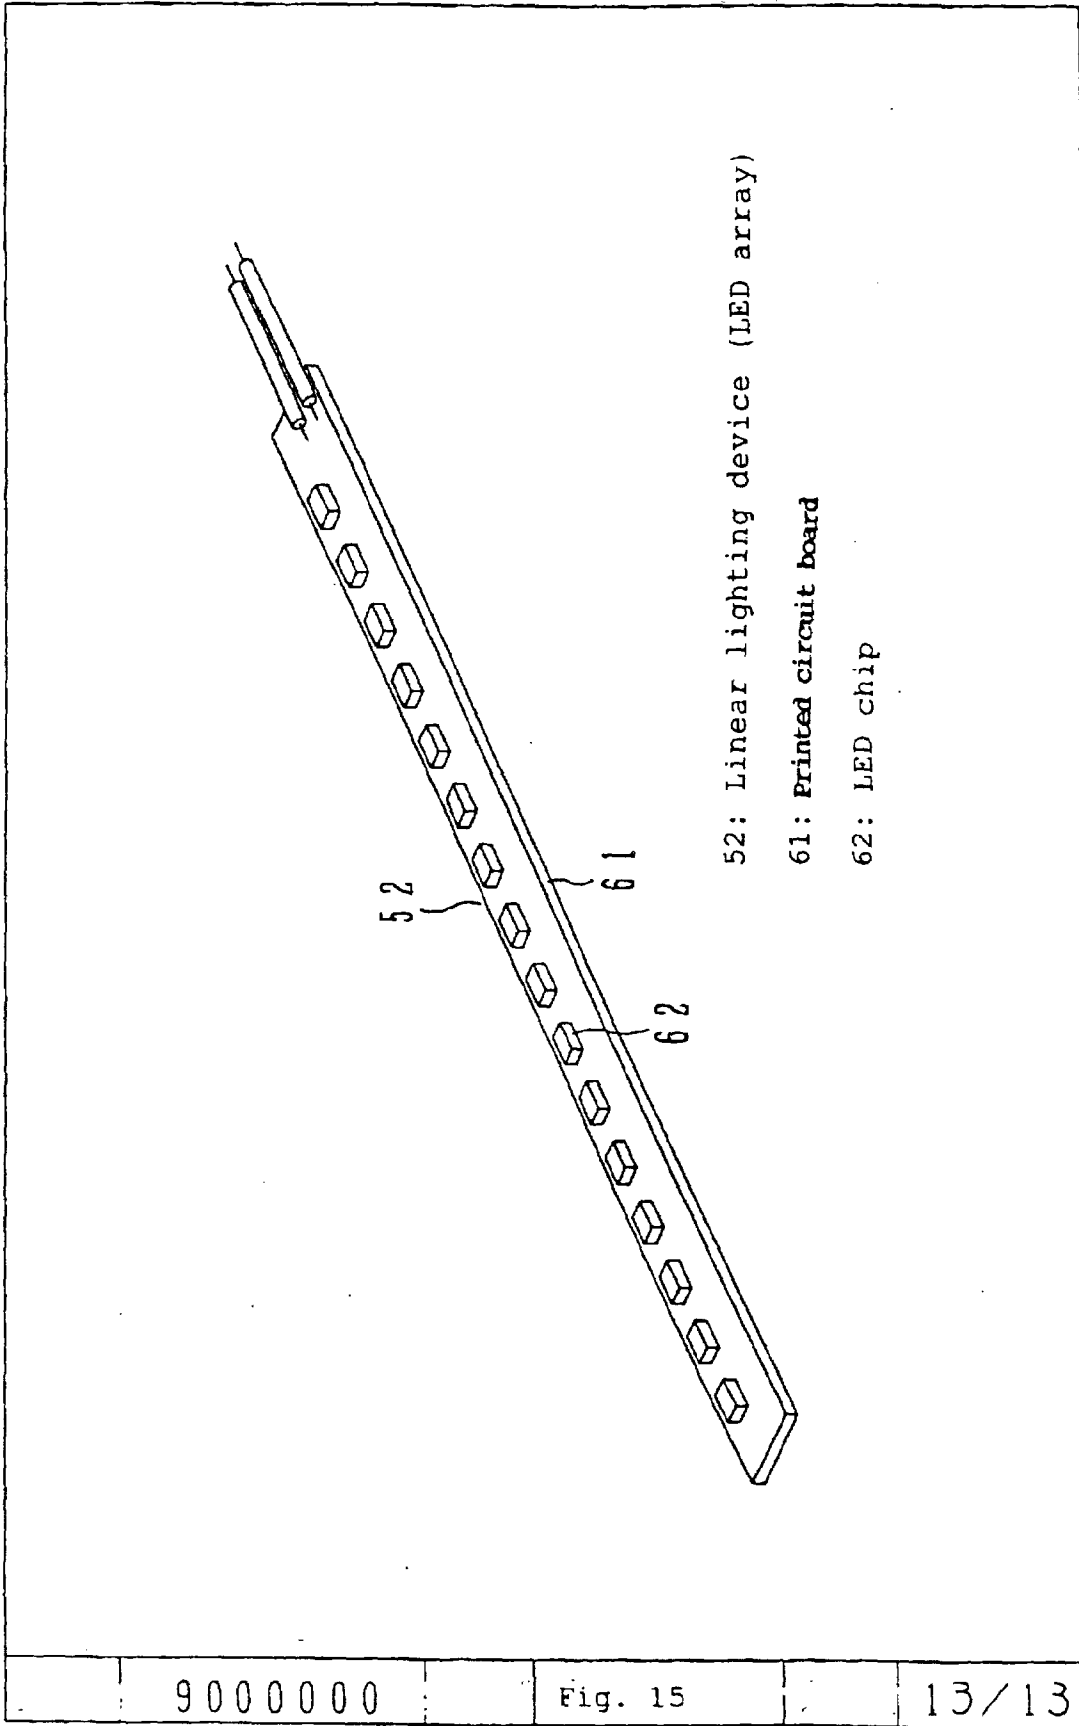 52
61
62
52: Linear lighting device (LED array)
61: Printed circuit board
62: LED chip
9000000
Fig. 15
13/13